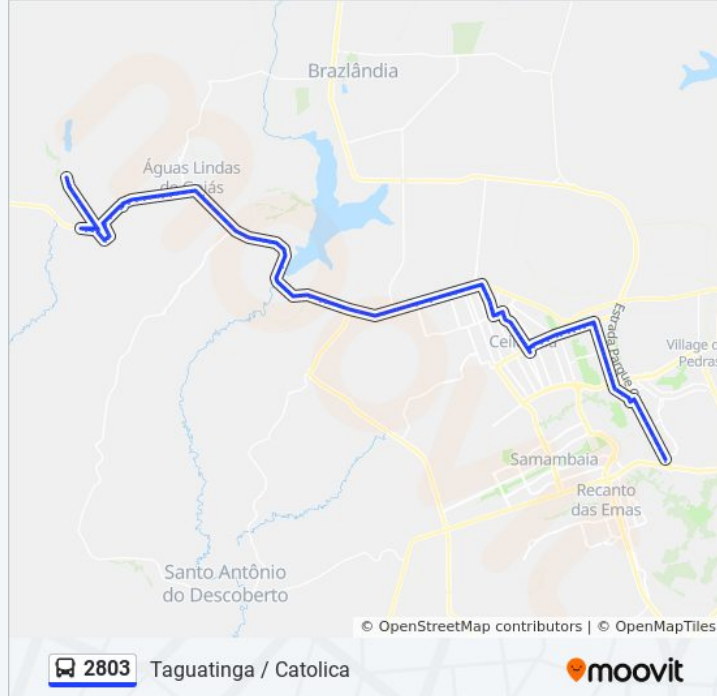 Brazlândia
Águas Lindas
de Goiás
Estrada Parque
Village
Pedras
Samambaia
Recanto
das Emas
Santo Antônio
do Descoberto
© OpenStreetMap contributors | © OpenMapTiles
2803 Taguatinga / Catolica
moovit